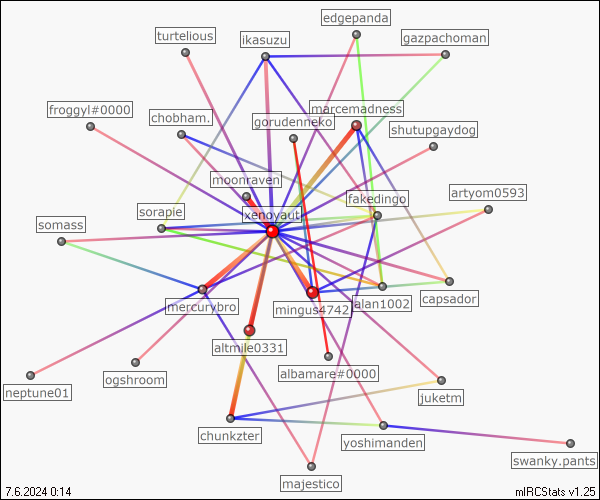 edgepanda
turtelious
ikasuzu
gazpachoman
froggyl#0000
marcemadness
chobham.
gorudenneko
shutupgaydog
moonraven
fakedingo
artyom0593
sorapie
xenoyaut
somass
mercurybro
mingus4742
alan1002
capsador
altmile0331
neptune01
ogshroom
albamare#0000
juketm
chunkzter
yoshimanden
swanky.pants
majestico
7.6.2024 0:14
mIRCStats v1.25